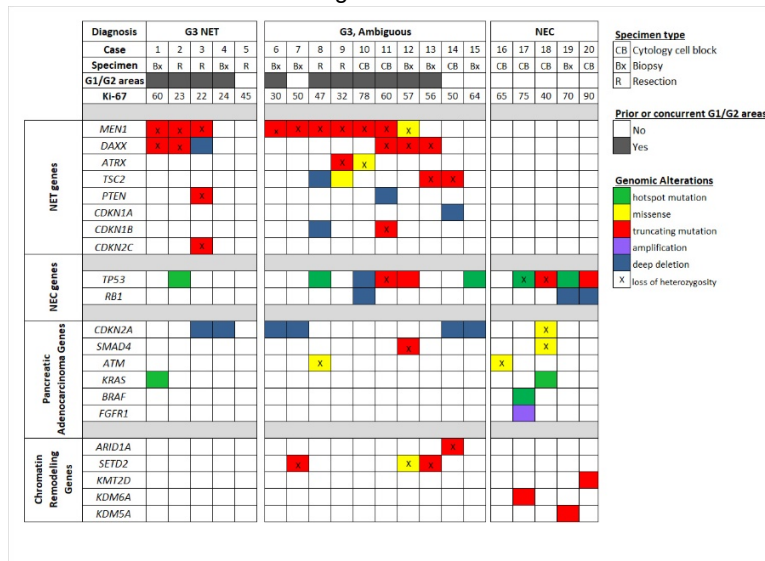 Diagnosis G3 NET G3, Ambiguous NEC
Case 1 2 3 4 5 6 7 8 9 10 11 12 13 14 15 16 17 18 19 20
Specimen Bx R R Bx R Bx Bx R R CB CB Bx Bx CB Bx CB CB CB Bx CB
G1/G2 areas
Ki-67 60 23 22 24 45 30 50 47 32 78 60 57 56 50 64 65 75 40 70 90
NET genes
MEN1 x x x x x x x x x x
DAXX x x x x x
ATRX x x
TSC2 x x
PTEN x
CDKN1A
CDKN1B x
CDKN2C x
NEC genes
TP53 x x x x
RB1
Pancreatic
Adenocarcinoma Genes
CDKN2A x
SMAD4 x x
ATM x x
KRAS
BRAF
FGFR1
Chromatin
Remodeling
Genes
ARID1A x
SETD2 x x x
KMT2D
KDM6A
KDM5A
Specimen type
CB Cytology cell block
Bx Biopsy
R Resection
Prior or concurrent G1/G2 areas
No
Yes
Genomic Alterations
hotspot mutation
missense
truncating mutation
amplification
deep deletion
x loss of heterozygosity